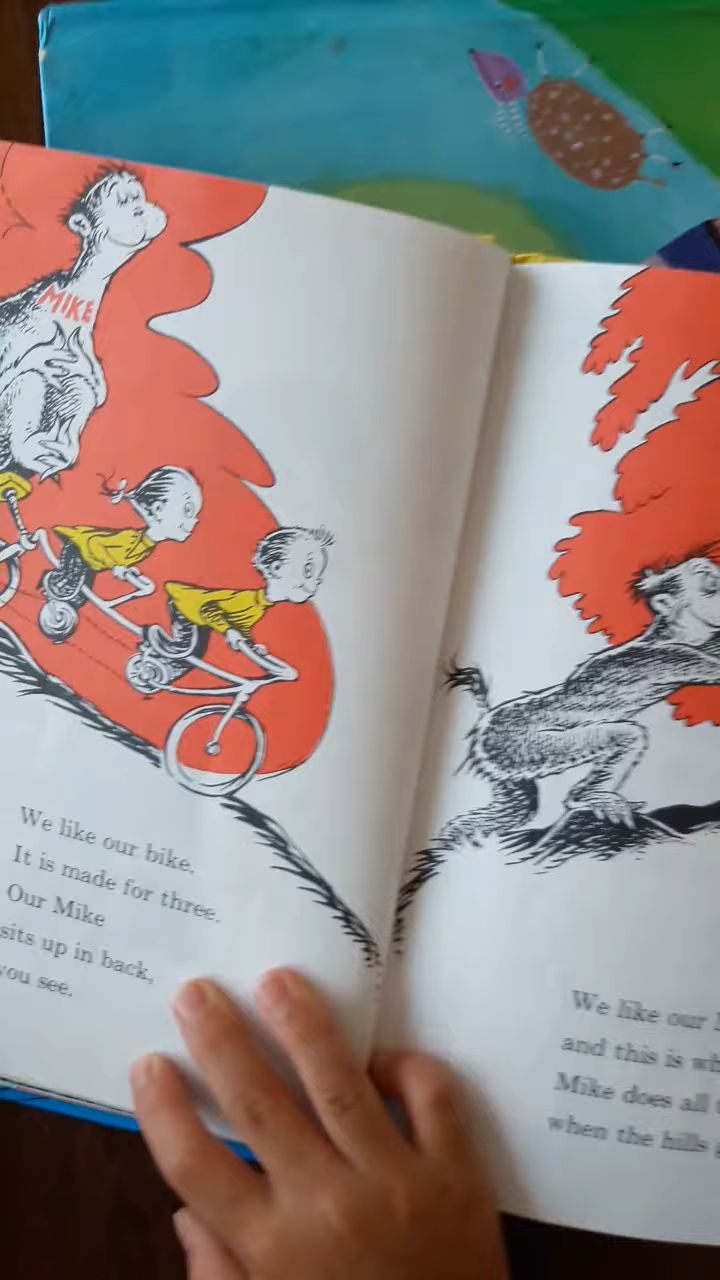 MIKE
We like our bike.
It is made for three.
Our Mike
sits up in back,
you see.
We like our
and this is
Mike does all
when the hills